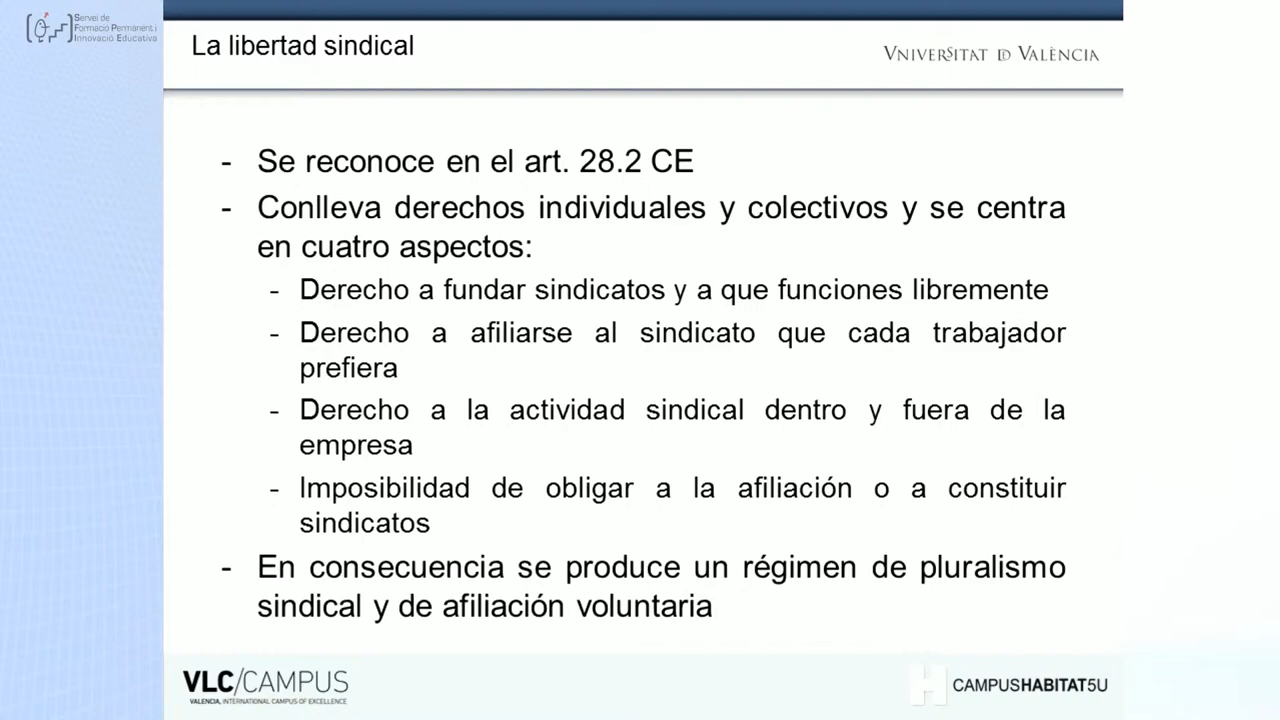 Servei de
Formació Permanent i
Innovació Educativa
La libertad sindical
VNIVERSITAT DE VALÈNCIA
- Se reconoce en el art. 28.2 CE
- Conlleva derechos individuales y colectivos y se centra
en cuatro aspectos:
- Derecho a fundar sindicatos y a que funciones libremente
- Derecho a afiliarse al sindicato que cada trabajador
prefiera
- Derecho a la actividad sindical dentro y fuera de la
empresa
- Imposibilidad de obligar a la afiliación o a constituir
sindicatos
- En consecuencia se produce un régimen de pluralismo
sindical y de afiliación voluntaria
VLC/CAMPUS
VALENCIA, INTERNATIONAL CAMPUS OF EXCELLENCE
H CAMPUSHABITAT5U